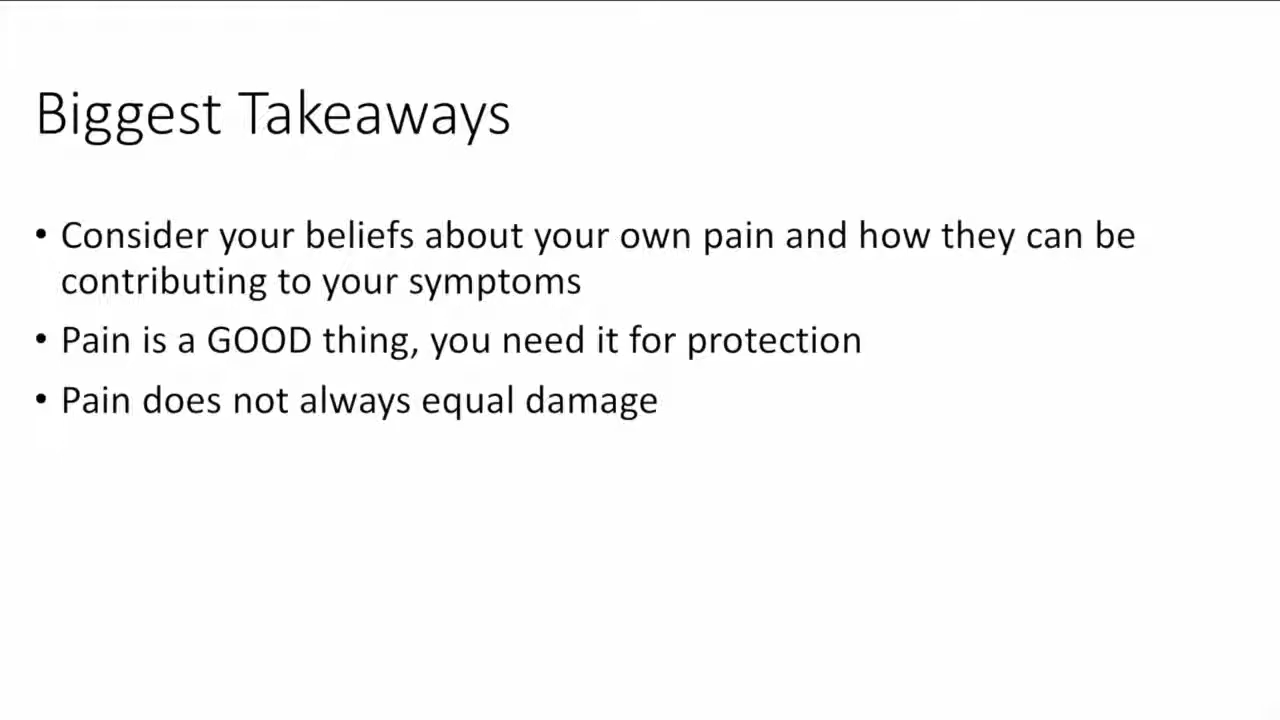 Biggest Takeaways
• Consider your beliefs about your own pain and how they can be
contributing to your symptoms
• Pain is a GOOD thing, you need it for protection
• Pain does not always equal damage